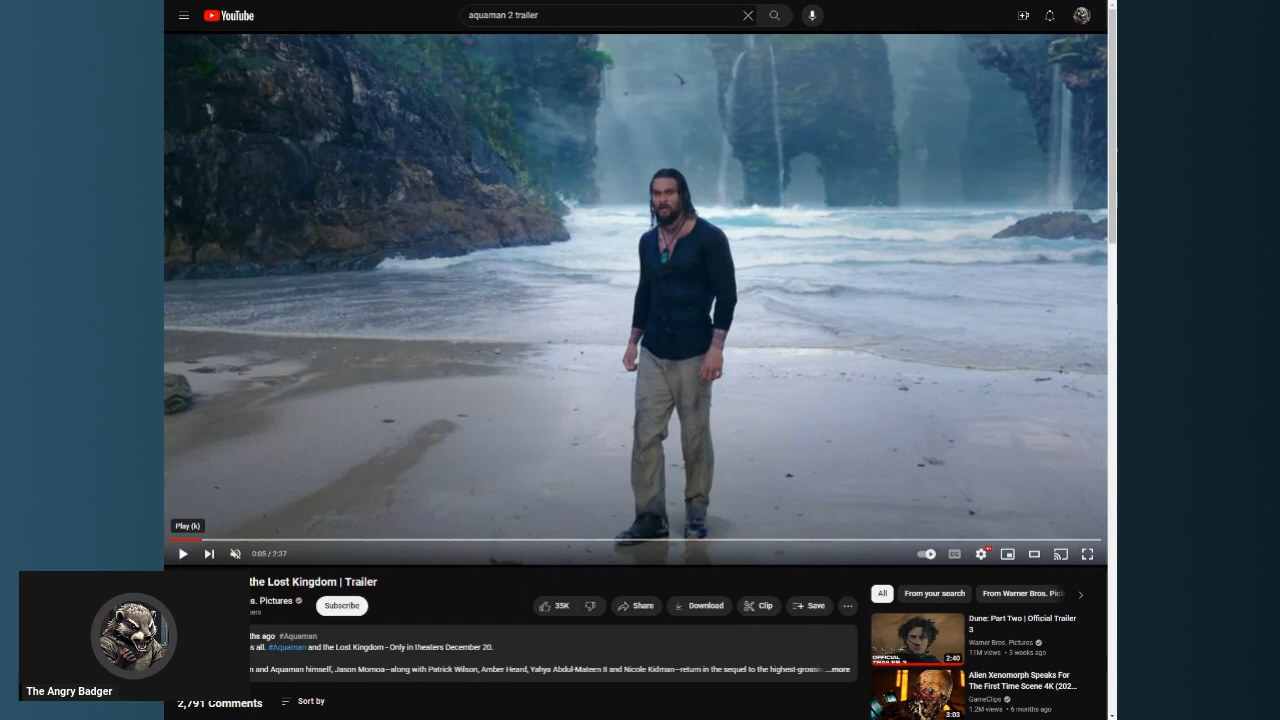 YouTube
aquaman 2 trailer
Play (k)
0:05 / 2:37
the Lost Kingdom | Trailer
s. Pictures
bers
Subscribe
35K
Share
Download
Clip
Save
ths ago #Aquaman
s all. #Aquaman and the Lost Kingdom - Only in theaters December 20.
n and Aquaman himself, Jason Momoa—along with Patrick Wilson, Amber Heard, Yahya Abdul-Mateen II and Nicole Kidman—return in the sequel to the highest-grossin ...more
2,791 Comments
Sort by
All
From your search
From Warner Bros. Pict
Dune: Part Two | Official Trailer
3
Warner Bros. Pictures
11M views • 3 weeks ago
OFFICIAL
TRAILER 3
2:40
Alien Xenomorph Speaks For
The First Time Scene 4K (202...
GameClips
1.2M views • 6 months ago
3:03
The Angry Badger